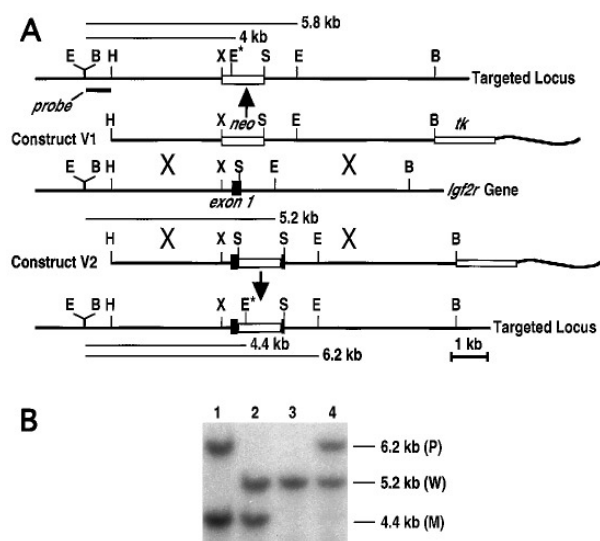 A
5.8 kb
4 kb
E B H X E* S E B
Targeted Locus
probe
neo
Construct V1
H X S E B tk
E B H X S E B
exon 1
Igf2r Gene
5.2 kb
Construct V2
H X S S E B
E B H X E* S E B
Targeted Locus
4.4 kb
6.2 kb
1 kb
B
1 2 3 4
6.2 kb (P)
5.2 kb (W)
4.4 kb (M)